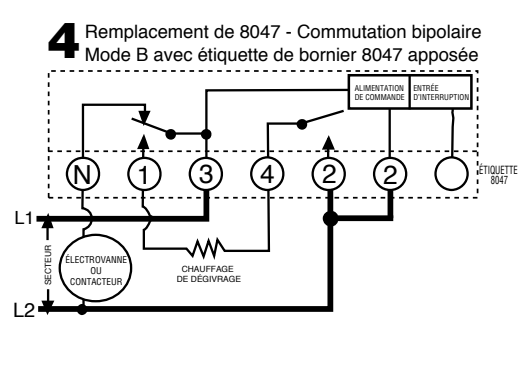 4 Remplacement de 8047 - Commutation bipolaire
Mode B avec étiquette de bornier 8047 apposée
ALIMENTATION
DE COMMANDE
ENTRÉE
D'INTERRUPTION
N 1 3 4 2 2
ÉTIQUETTE
8047
L1
SECTEUR
ÉLECTROVANNE
OU
CONTACTEUR
CHAUFFAGE
DE DÉGIVRAGE
L2